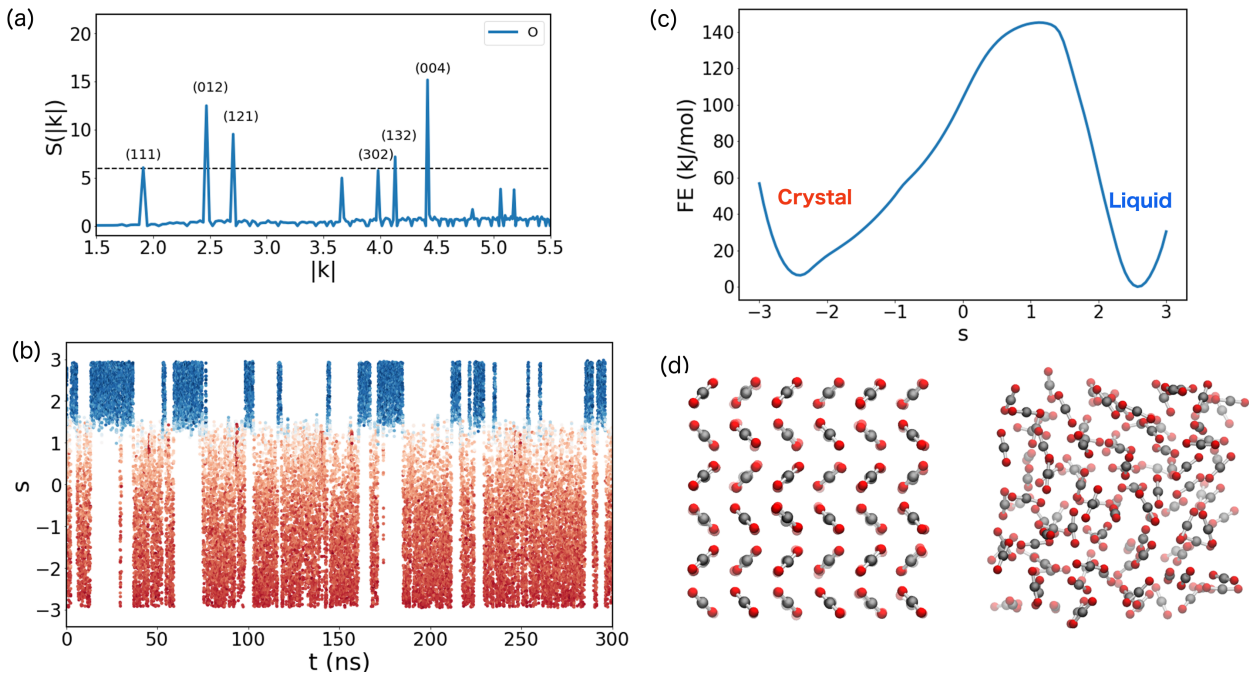 (a)
20
15
10
5
0
S(|k|)
O
(111)
(012)
(121)
(302)
(132)
(004)
1.5 2.0 2.5 3.0 3.5 4.0 4.5 5.0 5.5
|k|
(b)
3
2
1
0
−1
−2
−3
s
0 50 100 150 200 250 300
t (ns)
(c)
140
120
100
80
60
40
20
0
FE (kJ/mol)
Crystal
Liquid
−3 −2 −1 0 1 2 3
s
(d)